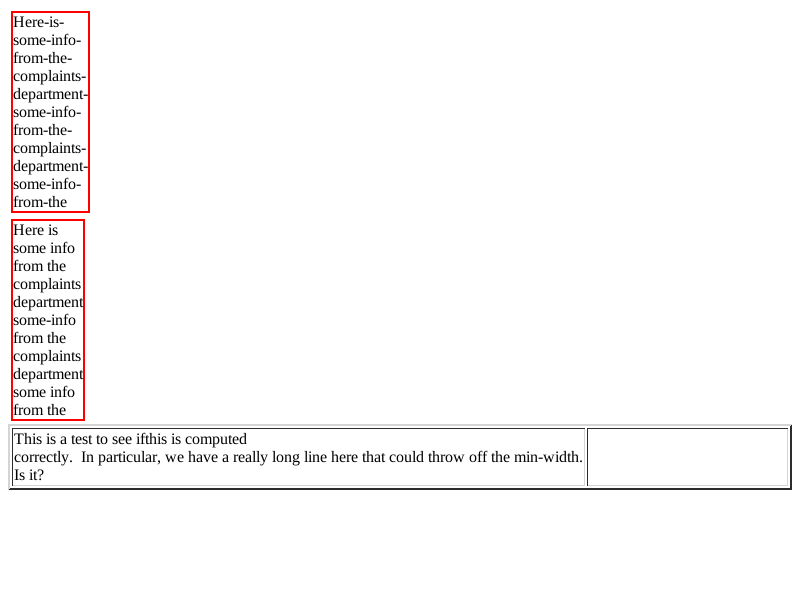 Here-is-
some-info-
from-the-
complaints-
department-
some-info-
from-the-
complaints-
department-
some-info-
from-the
Here is
some info
from the
complaints
department
some-info
from the
complaints
department
some info
from the
This is a test to see ifthis is computed
correctly.  In particular, we have a really long line here that could throw off the min-width.
Is it?